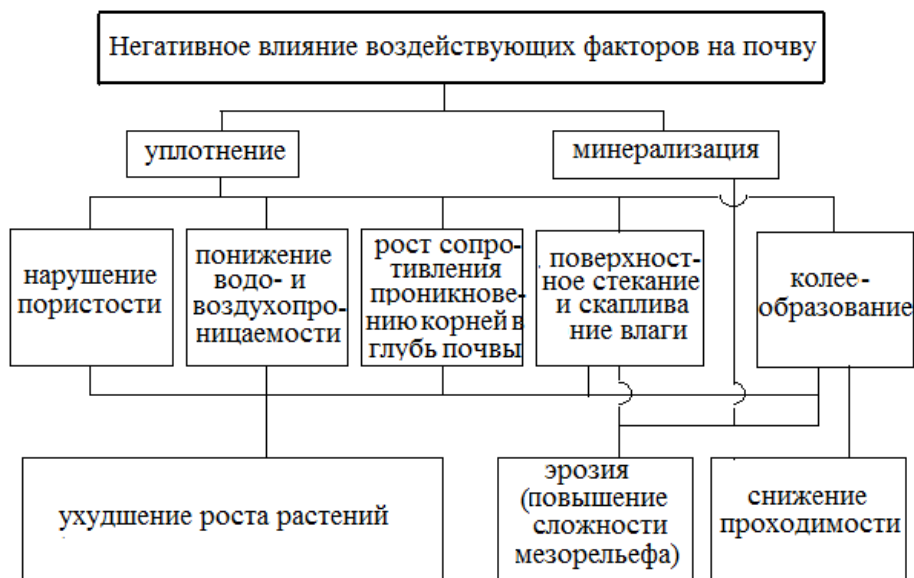 Негативное влияние воздействующих факторов на почву
уплотнение
минерализация
нарушение
пористости
понижение
водо- и
воздухопро-
ницаемости
рост сопро-
тивления
проникнове-
нию корней в
глубь почвы
поверхност-
ное стекание
и скаплива
ние влаги
колее-
образование
ухудшение роста растений
эрозия
(повышение
сложности
мезорельефа)
снижение
проходимости